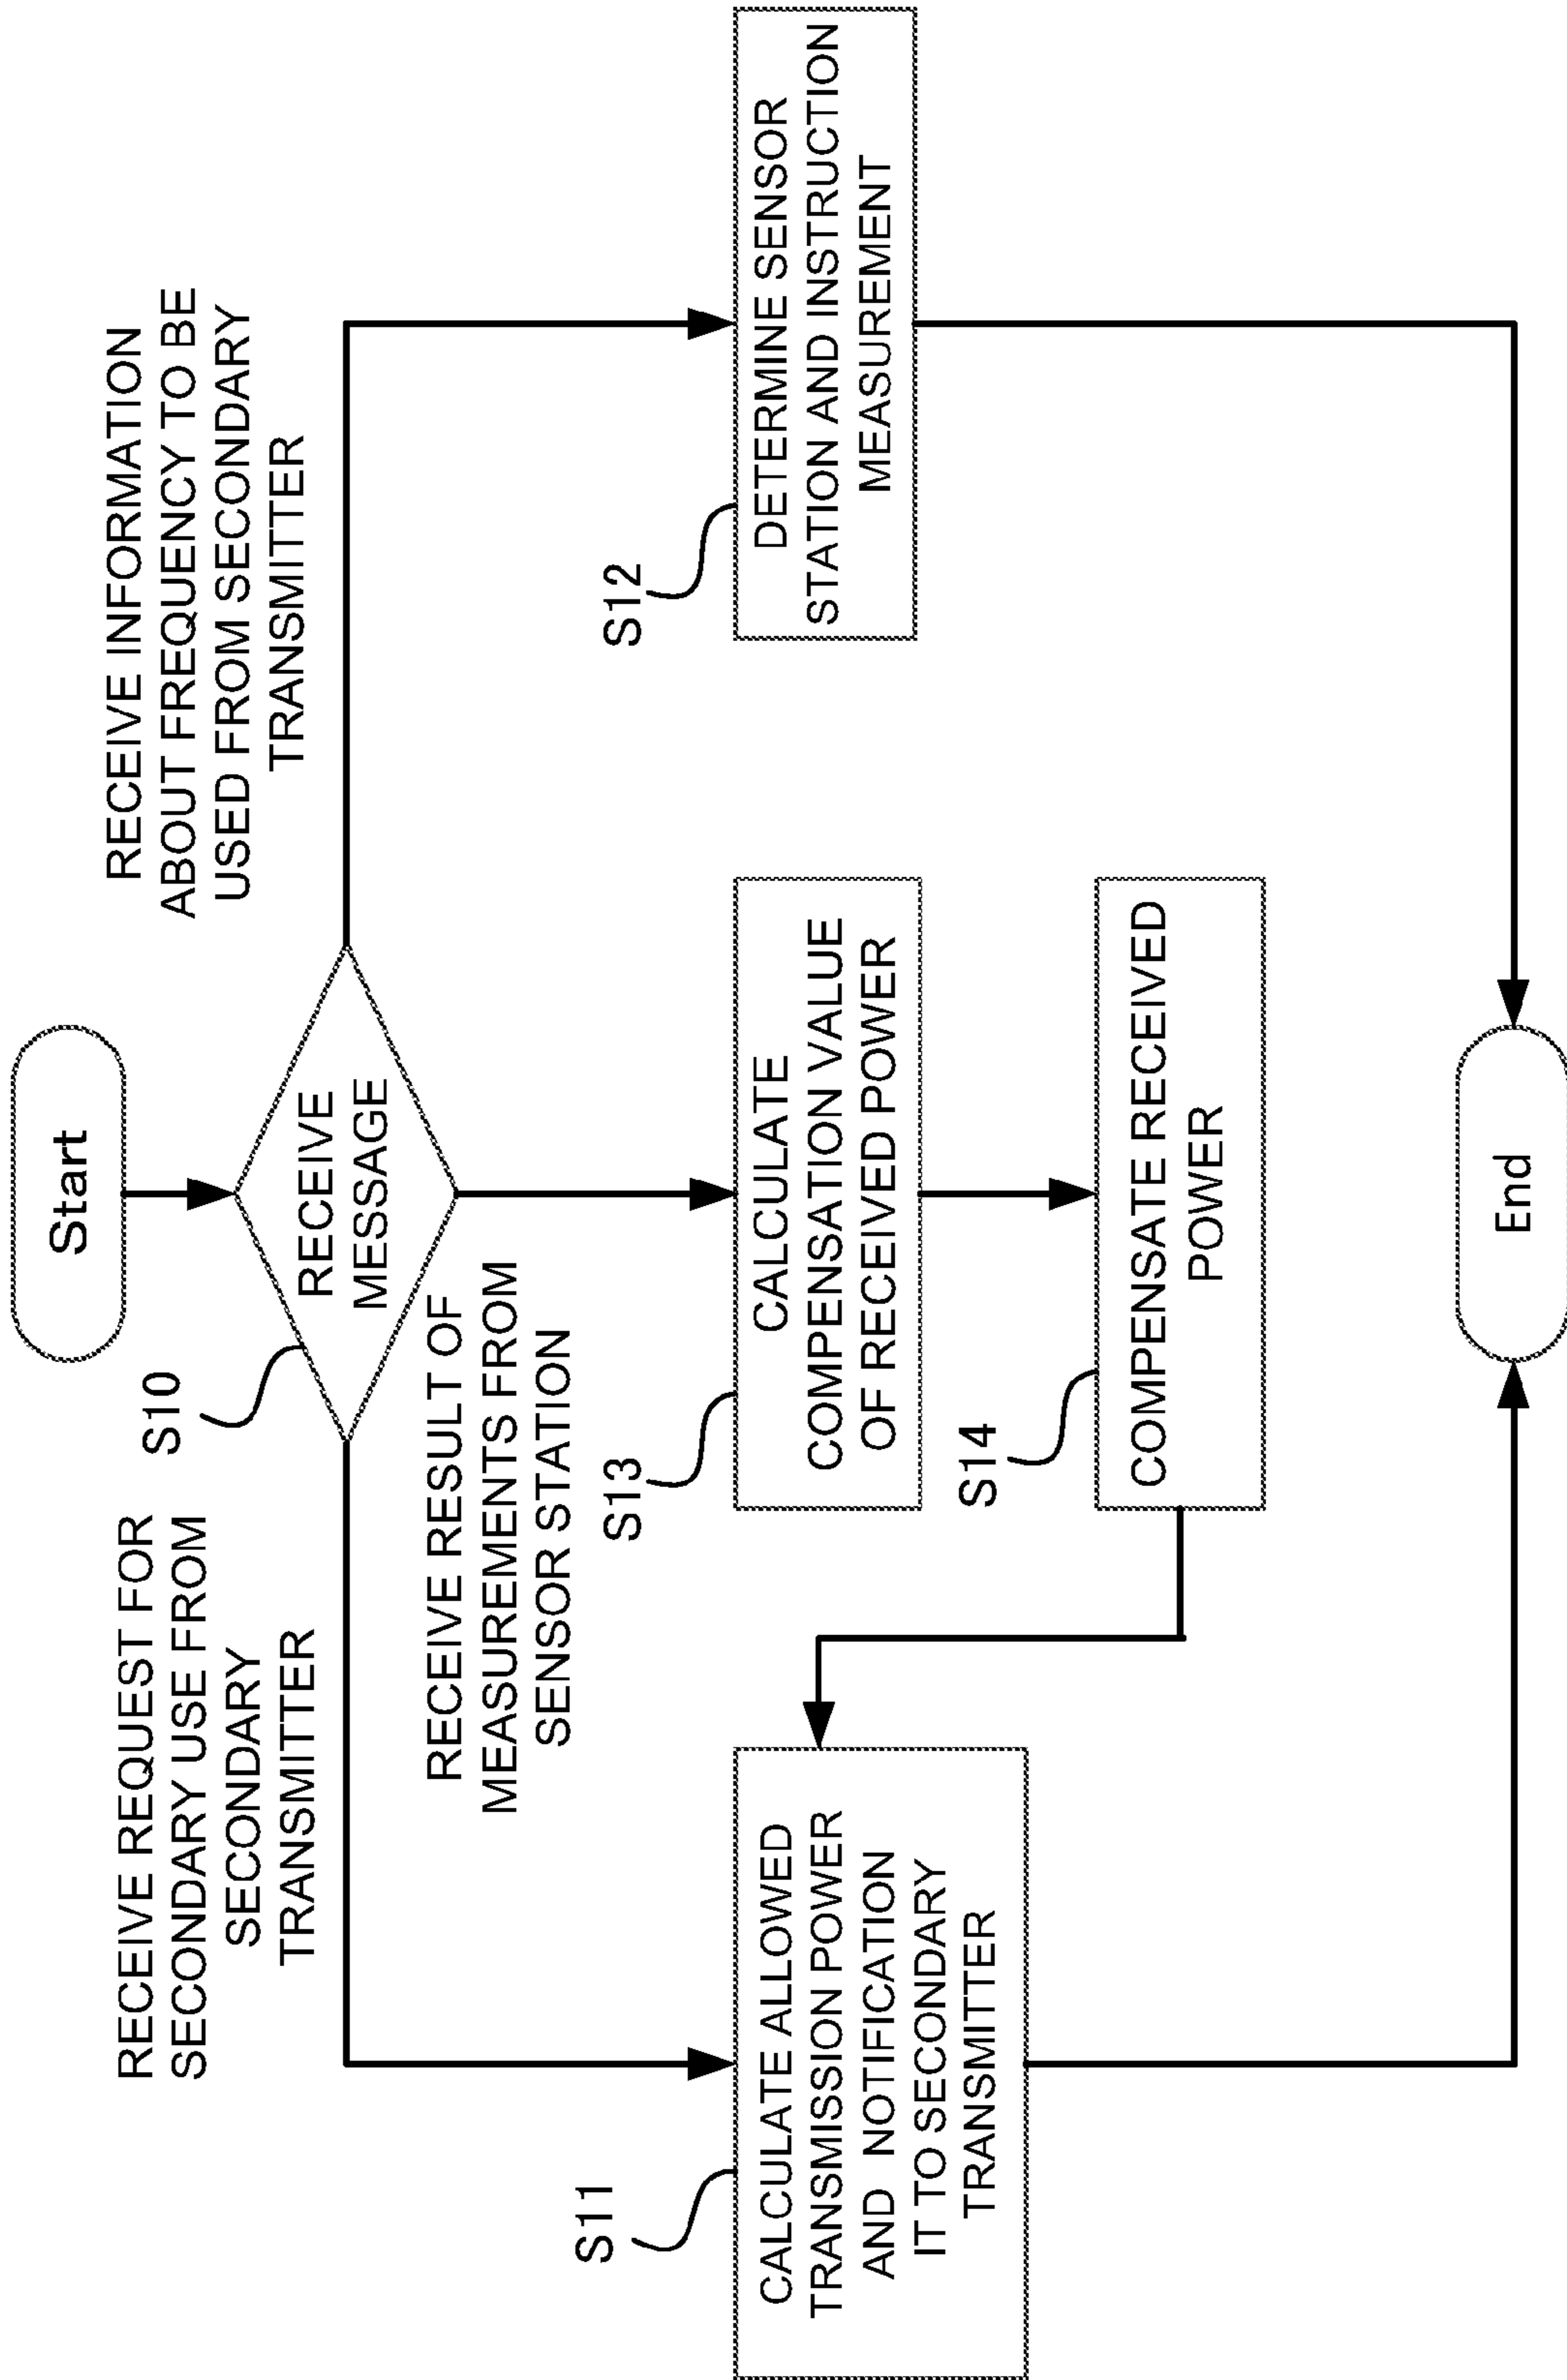 Start
S10
RECEIVE
MESSAGE
RECEIVE REQUEST FOR
SECONDARY USE FROM
SECONDARY
TRANSMITTER
RECEIVE RESULT OF
MEASUREMENTS FROM
SENSOR STATION
RECEIVE INFORMATION
ABOUT FREQUENCY TO BE
USED FROM SECONDARY
TRANSMITTER
S11
CALCULATE ALLOWED
TRANSMISSION POWER
AND NOTIFICATION
IT TO SECONDARY
TRANSMITTER
S13
CALCULATE
COMPENSATION VALUE
OF RECEIVED POWER
S12
DETERMINE SENSOR
STATION AND INSTRUCTION
MEASUREMENT
S14
COMPENSATE RECEIVED
POWER
End